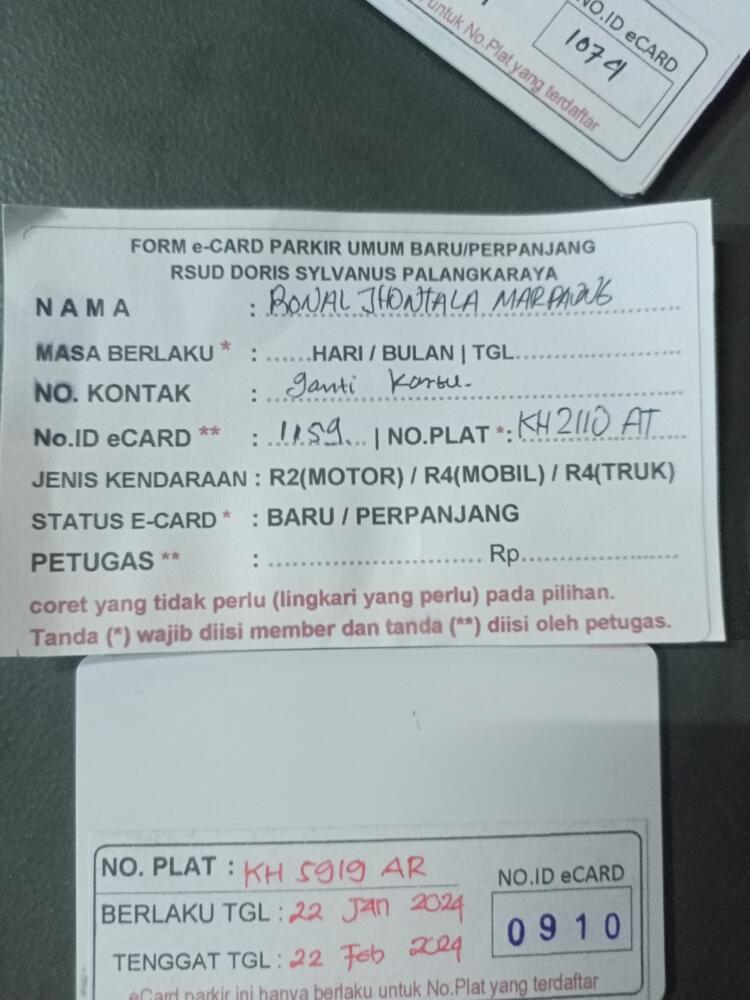 NO.ID eCARD
1074
untuk No.Plat yang terdaftar
FORM e-CARD PARKIR UMUM BARU/PERPANJANG
RSUD DORIS SYLVANUS PALANGKARAYA
NAMA : BONAL JHONTALA MARPAUNG
MASA BERLAKU * : ......HARI / BULAN | TGL..........................
NO. KONTAK : ganti Kartu.
No.ID eCARD ** : 1159 | NO.PLAT *: KH 2110 AT
JENIS KENDARAAN : R2(MOTOR) / R4(MOBIL) / R4(TRUK)
STATUS E-CARD * : BARU / PERPANJANG
PETUGAS ** : ................................. Rp........................
coret yang tidak perlu (lingkari yang perlu) pada pilihan.
Tanda (*) wajib diisi member dan tanda (**) diisi oleh petugas.
NO. PLAT : KH 5919 AR
NO.ID eCARD
BERLAKU TGL : 22 Jan 2024
0910
TENGGAT TGL : 22 Feb 2024
eCard parkir ini hanya berlaku untuk No.Plat yang terdaftar